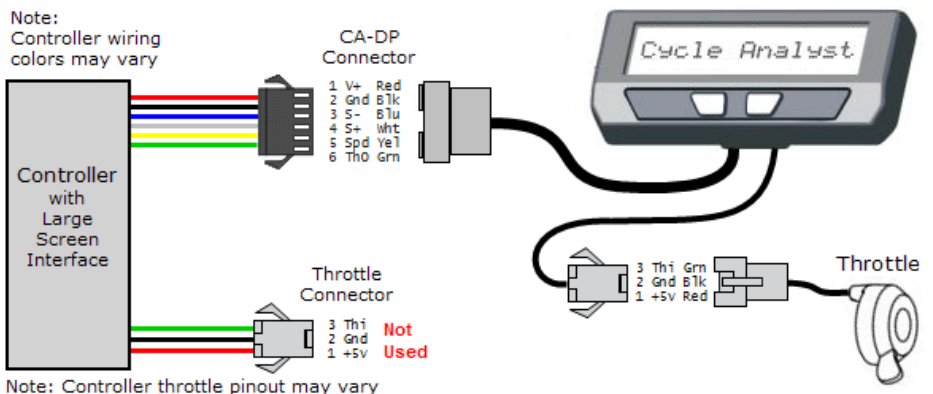 Note:
Controller wiring
colors may vary
CA-DP
Connector
1 V+ Red
2 Gnd Blk
3 S- Blu
4 S+ Wht
5 Spd Yel
6 ThO Grn
Cycle Analyst
Controller
with
Large
Screen
Interface
Throttle
Connector
3 Thi
2 Gnd
1 +5v
Not
Used
3 Thi Grn
2 Gnd Blk
1 +5v Red
Throttle
Note: Controller throttle pinout may vary